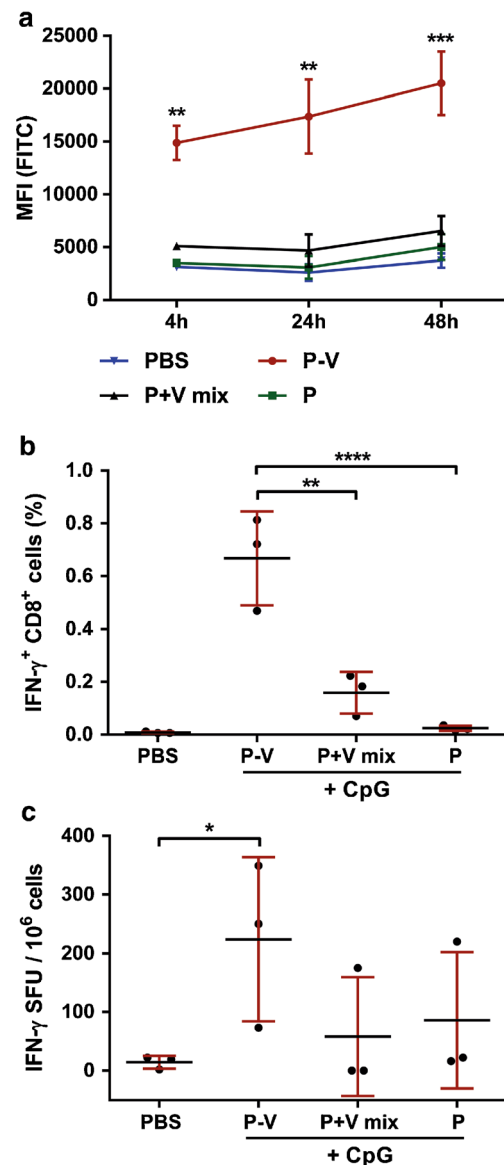 a
25000
20000
15000
10000
5000
0
MFI (FITC)
**
**
***
4h
24h
48h
PBS
P-V
P+V mix
P
b
1.0
0.8
0.6
0.4
0.2
0.0
IFN-γ+ CD8+ cells (%)
****
**
PBS
P-V
P+V mix
P
+ CpG
c
400
300
200
100
0
IFN-γ SFU / 10⁶ cells
*
PBS
P-V
P+V mix
P
+ CpG